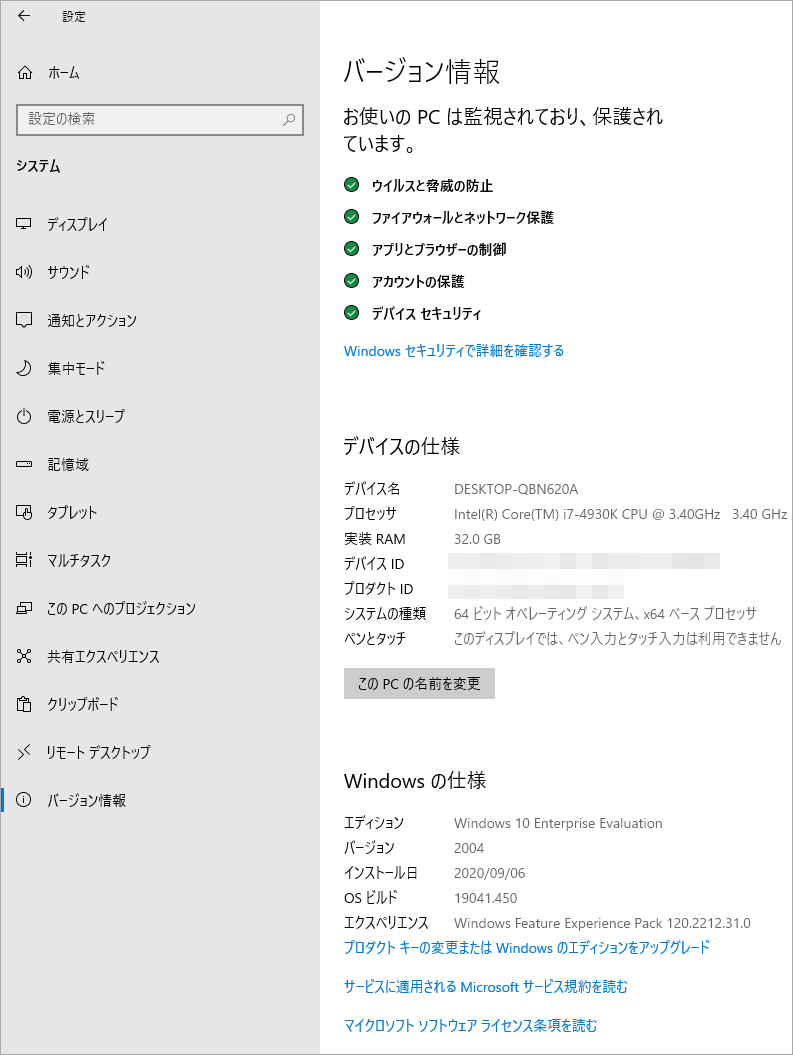 設定
ホーム
設定の検索
システム
ディスプレイ
サウンド
通知とアクション
集中モード
電源とスリープ
記憶域
タブレット
マルチタスク
この PC へのプロジェクション
共有エクスペリエンス
クリップボード
リモート デスクトップ
バージョン情報
バージョン情報
お使いの PC は監視されており、保護され
ています。
ウイルスと脅威の防止
ファイアウォールとネットワーク保護
アプリとブラウザーの制御
アカウントの保護
デバイス セキュリティ
Windows セキュリティで詳細を確認する
デバイスの仕様
デバイス名 DESKTOP-QBN620A
プロセッサ Intel(R) Core(TM) i7-4930K CPU @ 3.40GHz 3.40 GHz
実装 RAM 32.0 GB
デバイス ID
プロダクト ID
システムの種類 64 ビット オペレーティング システム、x64 ベース プロセッサ
ペンとタッチ このディスプレイでは、ペン入力とタッチ入力は利用できません
この PC の名前を変更
Windows の仕様
エディション Windows 10 Enterprise Evaluation
バージョン 2004
インストール日 2020/09/06
OS ビルド 19041.450
エクスペリエンス Windows Feature Experience Pack 120.2212.31.0
プロダクト キーの変更または Windows のエディションをアップグレード
サービスに適用される Microsoft サービス規約を読む
マイクロソフト ソフトウェア ライセンス条項を読む